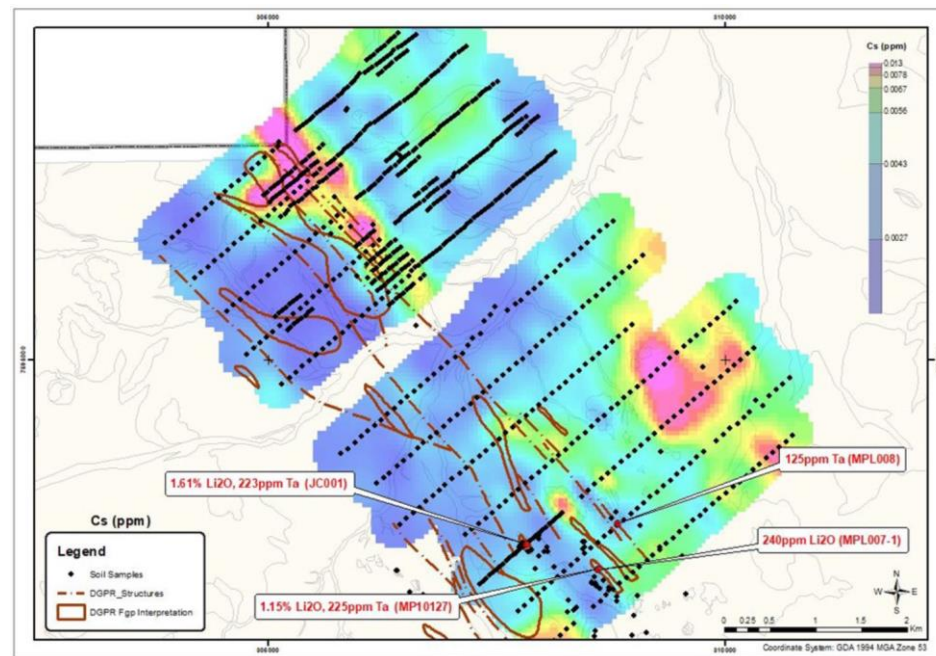 Cs (ppm)
0.013
0.0078
0.0067
0.0056
0.0043
0.0027
125ppm Ta (MPL008)
1.61% Li2O, 223ppm Ta (JC001)
240ppm Li2O (MPL007-1)
1.15% Li2O, 225ppm Ta (MP10127)
Cs (ppm)
Legend
Soil Samples
DGPR_Structures
DGPR Fgp Interpretation
N
W E
S
0 0.25 0.5 1 1.5 2
Km
Coordinate System: GDA 1994 MGA Zone 53